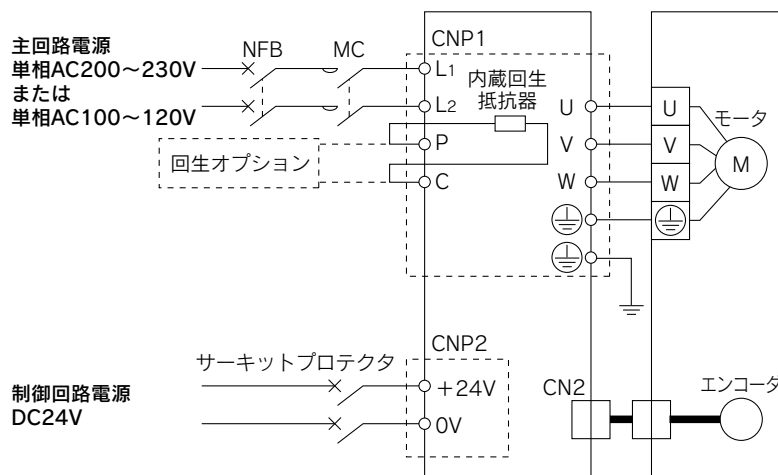 主回路電源
単相AC200～230V
または
単相AC100～120V
NFB
MC
CNP1
L1
L2
P
C
内蔵回生
抵抗器
回生オプション
U
V
W
U
V
W
モータ
M
CNP2
サーキットプロテクタ
制御回路電源
DC24V
+24V
0V
CN2
エンコーダ